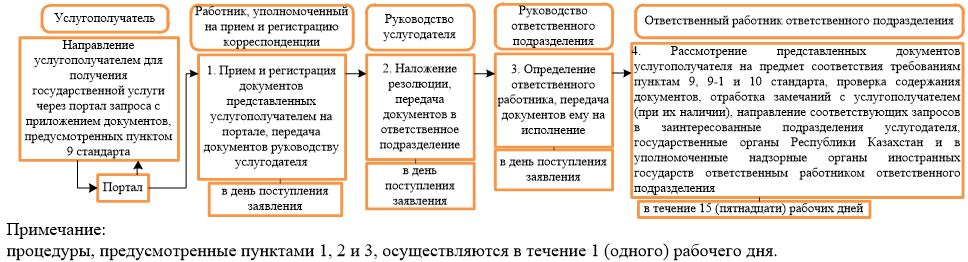 Услугополучатель
Направление
услугополучателем для
получения
государственной услуги
через портал запроса с
приложением документов,
предусмотренных пунктом
9 стандарта
Портал
Работник, уполномоченный
на прием и регистрацию
корреспонденции
1. Прием и регистрация
документов
представленных
услугополучателем на
портале, передача
документов руководству
услугодателя
в день поступления
заявления
Руководство
услугодателя
2. Наложение
резолюции,
передача
документов в
ответственное
подразделение
в день
поступления
заявления
Руководство
ответственного
подразделения
3. Определение
ответственного
работника, передача
документы ему на
исполнение
в день поступления
заявления
Ответственный работник ответственного подразделения
4. Рассмотрение представленных документов
услугополучателя на предмет соответствия требованиям
пунктам 9, 9-1 и 10 стандарта, проверка содержания
документов, отработка замечаний с услугополучателем
(при их наличии), направление соответствующих запросов
в заинтересованные подразделения услугодателя,
государственные органы Республики Казахстан и в
уполномоченные надзорные органы иностранных
государств ответственным работником ответственного
подразделения
в течение 15 (пятнадцати) рабочих дней
Примечание:
процедуры, предусмотренные пунктами 1, 2 и 3, осуществляются в течение 1 (одного) рабочего дня.